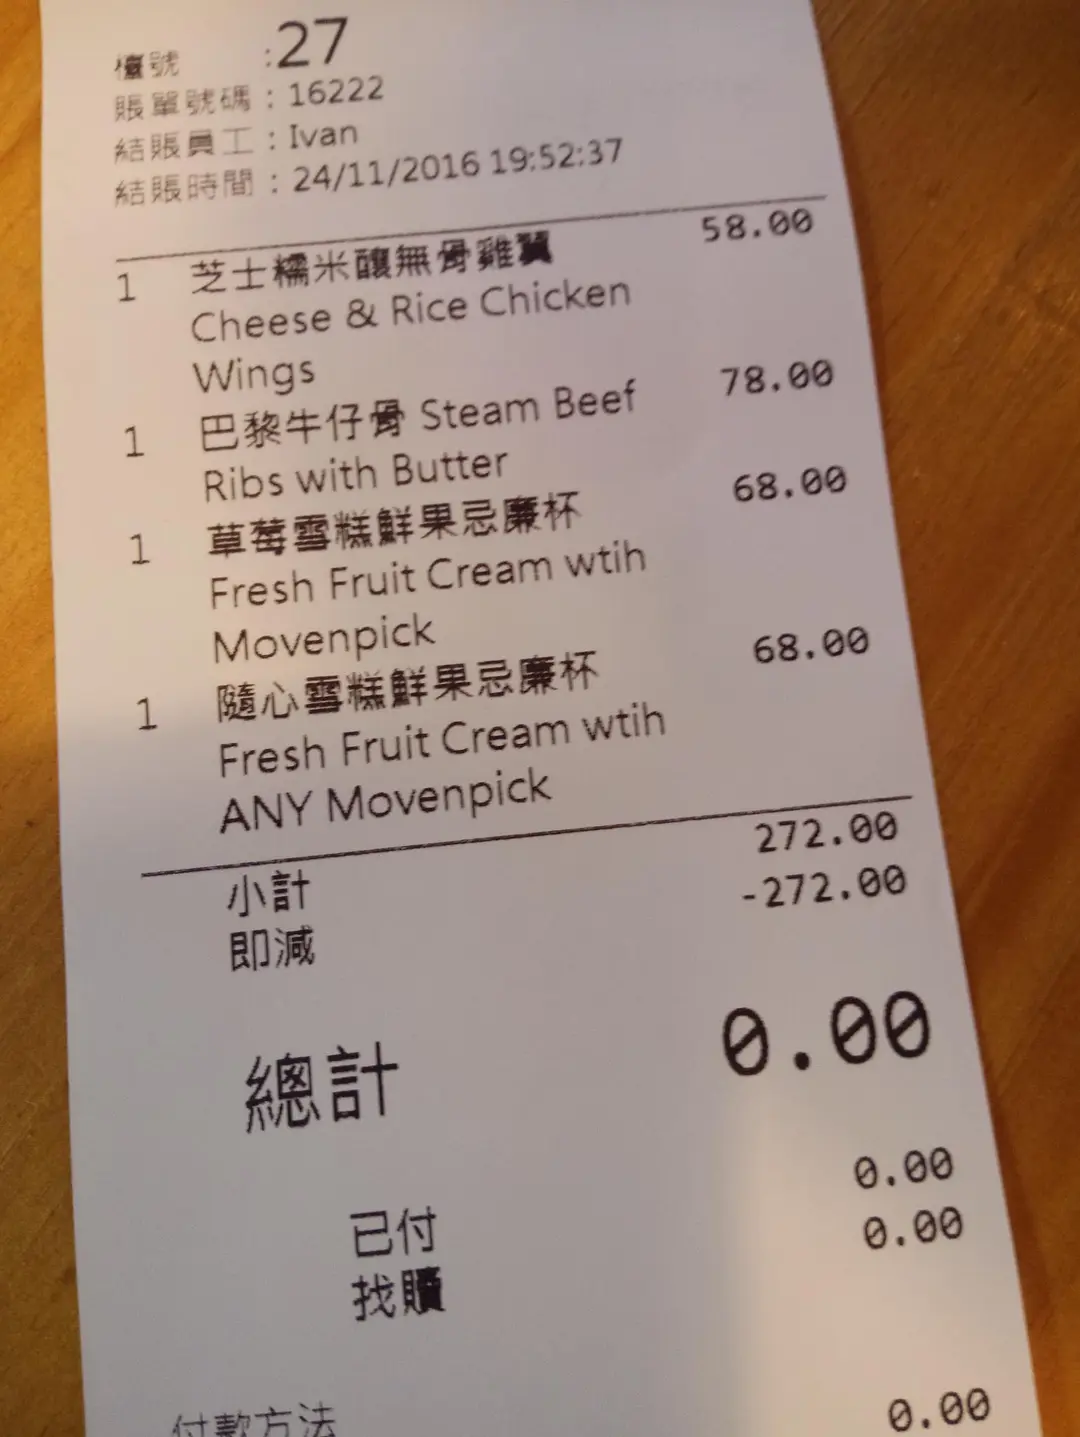 檯號 :27
賬單號碼 : 16222
結賬員工 : Ivan
結賬時間 : 24/11/2016 19:52:37
1 芝士糯米釀無骨雞翼 58.00
Cheese & Rice Chicken
Wings
1 巴黎牛仔骨 Steam Beef 78.00
Ribs with Butter
1 草莓雪糕鮮果忌廉杯 68.00
Fresh Fruit Cream wtih
Movenpick
1 隨心雪糕鮮果忌廉杯 68.00
Fresh Fruit Cream wtih
ANY Movenpick
小計 272.00
即減 -272.00
總計 0.00
已付 0.00
找贖 0.00
付款方法 0.00